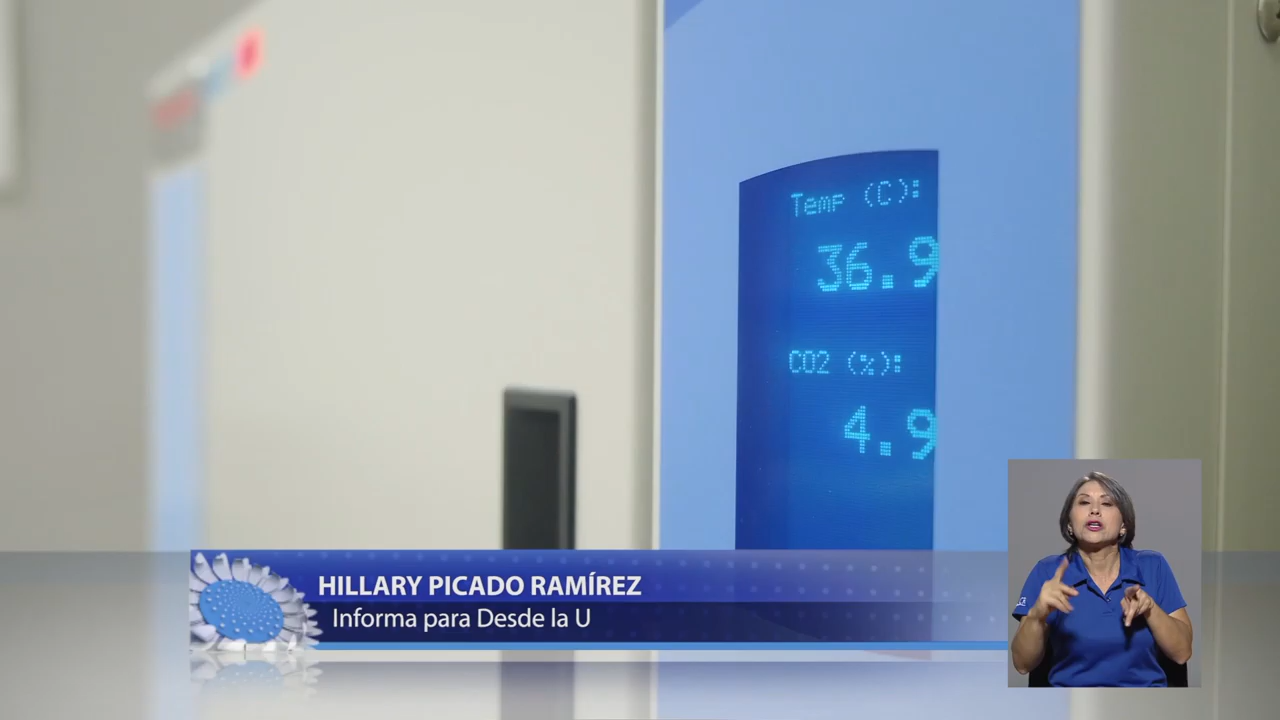 Temp (C):
36.9
CO2 (%):
4.9
HILLARY PICADO RAMÍREZ
Informa para Desde la U